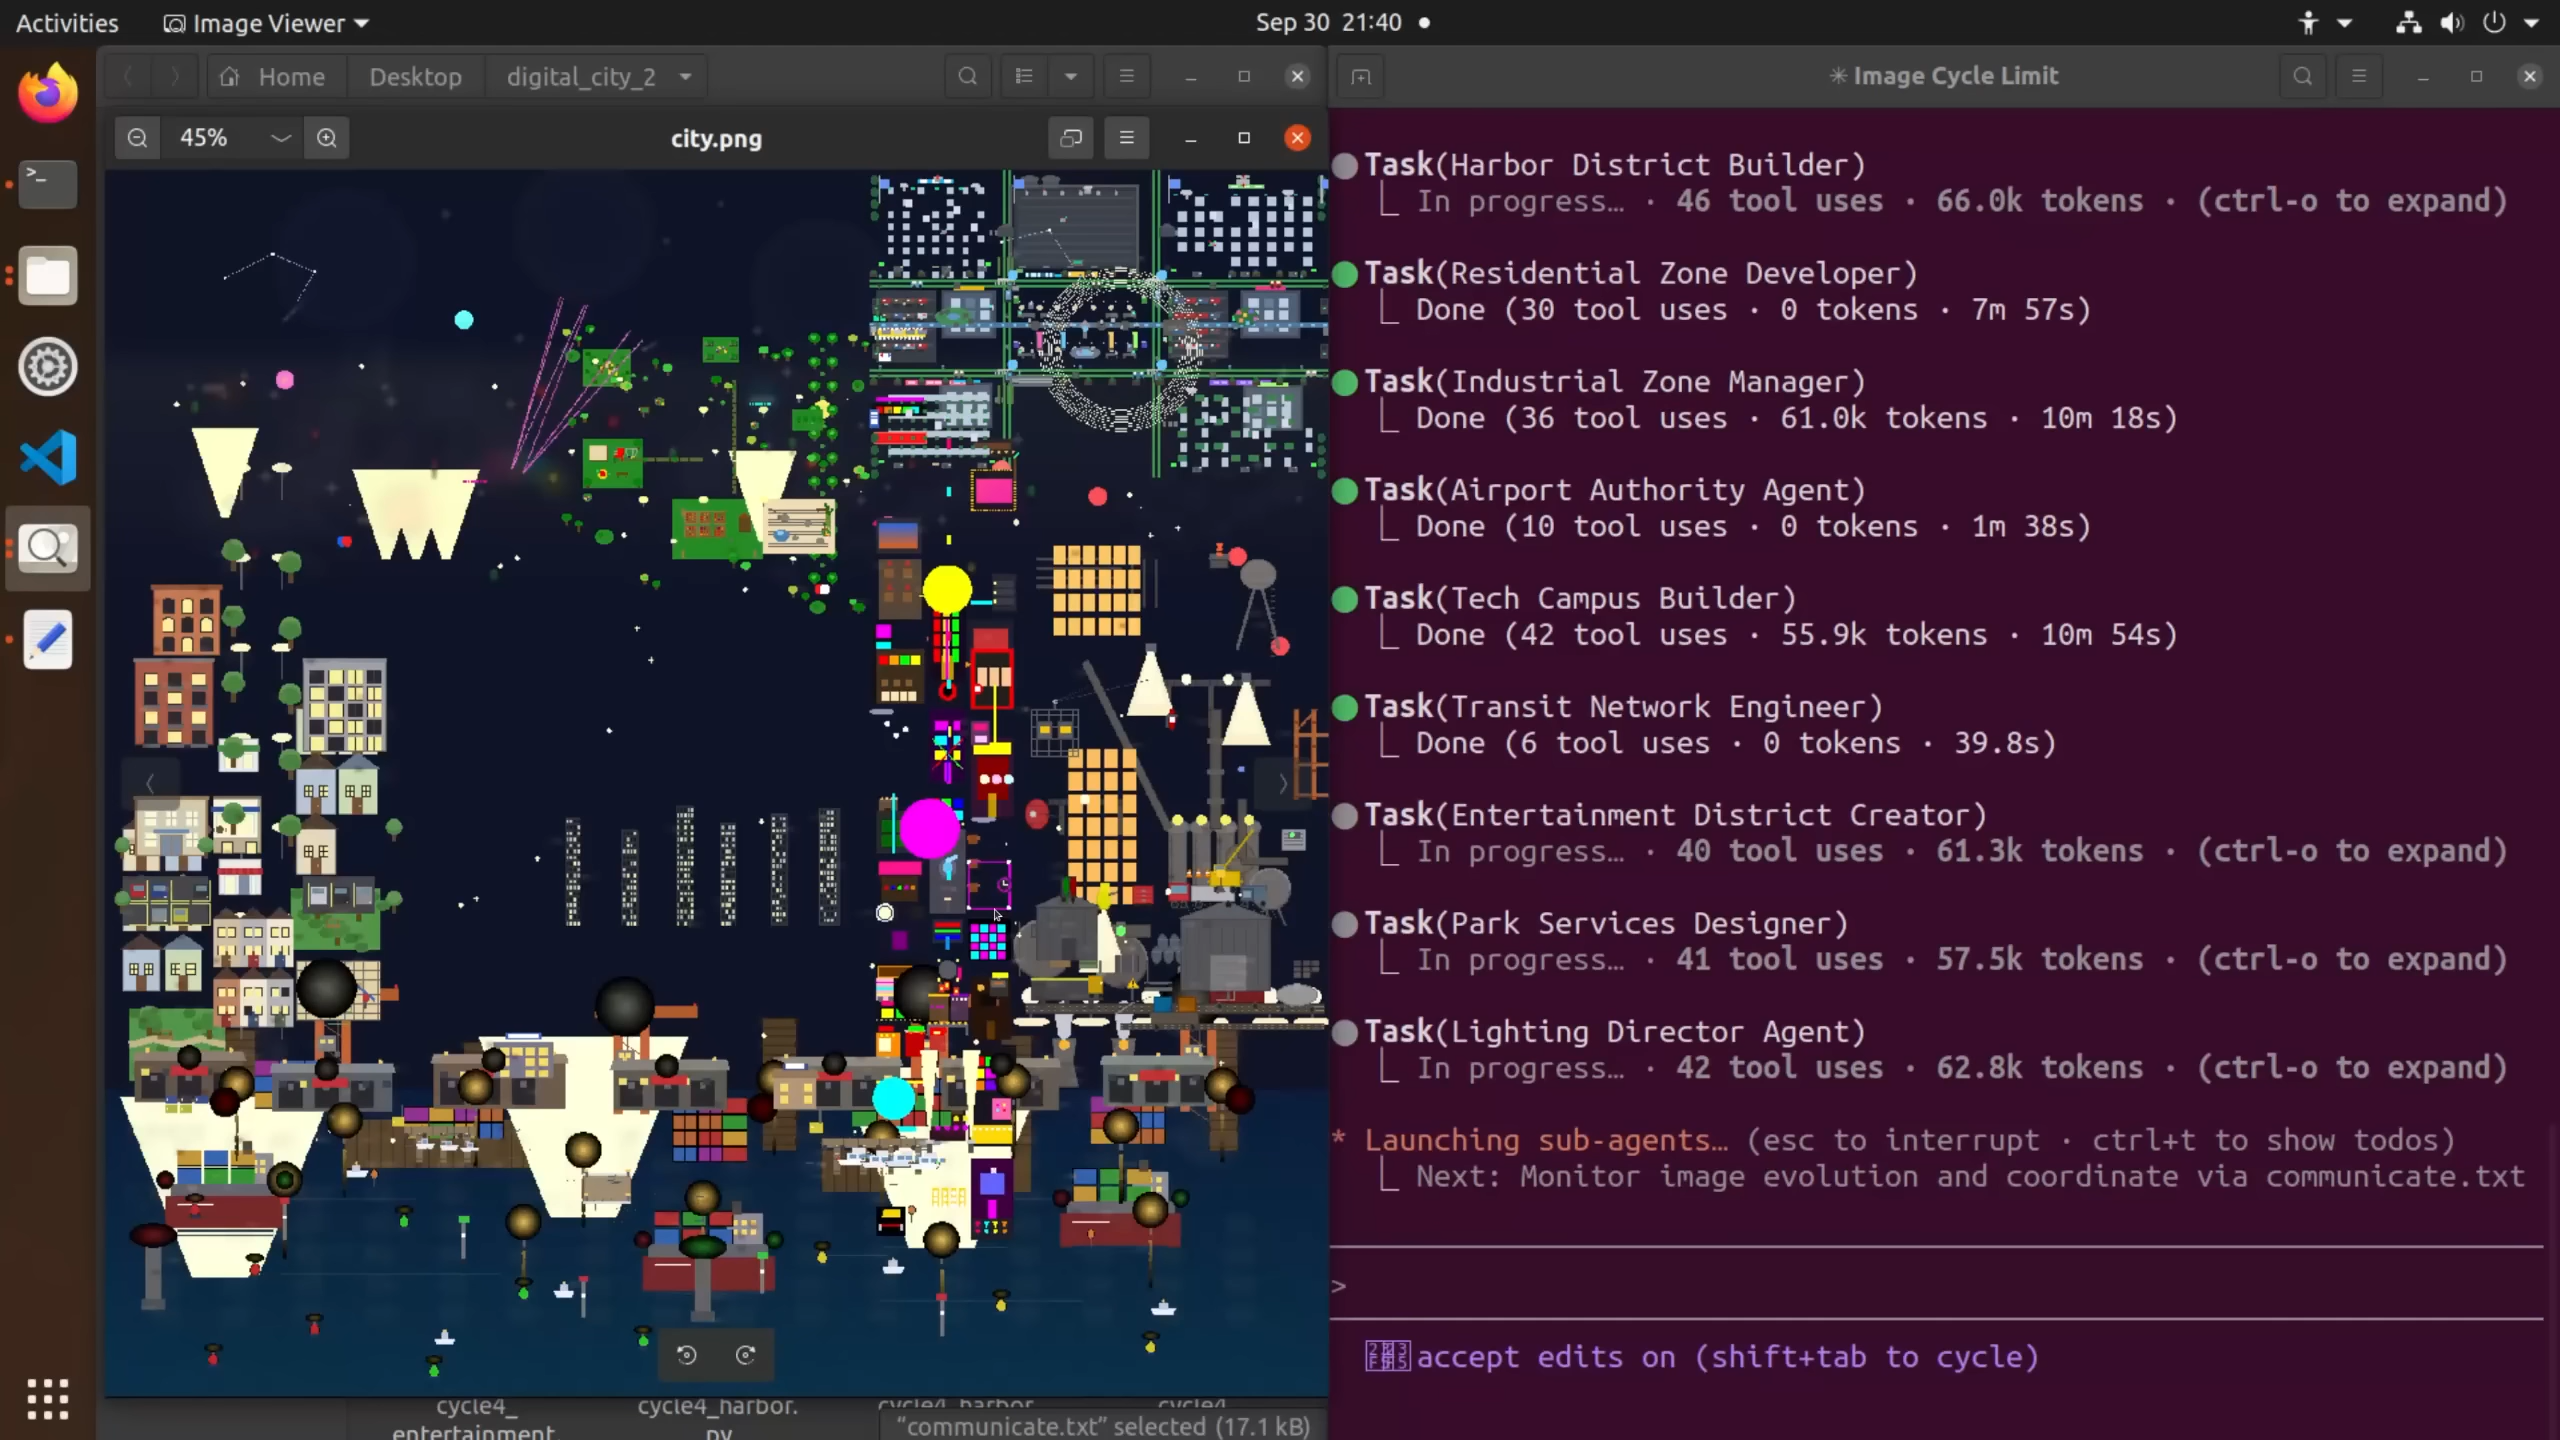 Activities
Image Viewer
Sep 30 21:40
Home
Desktop
digital_city_2
Image Cycle Limit
45%
city.png
Task(Harbor District Builder)
In progress… · 46 tool uses · 66.0k tokens · (ctrl-o to expand)
Task(Residential Zone Developer)
Done (30 tool uses · 0 tokens · 7m 57s)
Task(Industrial Zone Manager)
Done (36 tool uses · 61.0k tokens · 10m 18s)
Task(Airport Authority Agent)
Done (10 tool uses · 0 tokens · 1m 38s)
Task(Tech Campus Builder)
Done (42 tool uses · 55.9k tokens · 10m 54s)
Task(Transit Network Engineer)
Done (6 tool uses · 0 tokens · 39.8s)
Task(Entertainment District Creator)
In progress… · 40 tool uses · 61.3k tokens · (ctrl-o to expand)
Task(Park Services Designer)
In progress… · 41 tool uses · 57.5k tokens · (ctrl-o to expand)
Task(Lighting Director Agent)
In progress… · 42 tool uses · 62.8k tokens · (ctrl-o to expand)
* Launching sub-agents… (esc to interrupt · ctrl+t to show todos)
Next: Monitor image evolution and coordinate via communicate.txt
>
accept edits on (shift+tab to cycle)
cycle4_
entertainment.
cycle4_harbor.
py
cycle4_harbor
cycle4
"communicate.txt" selected (17.1 kB)